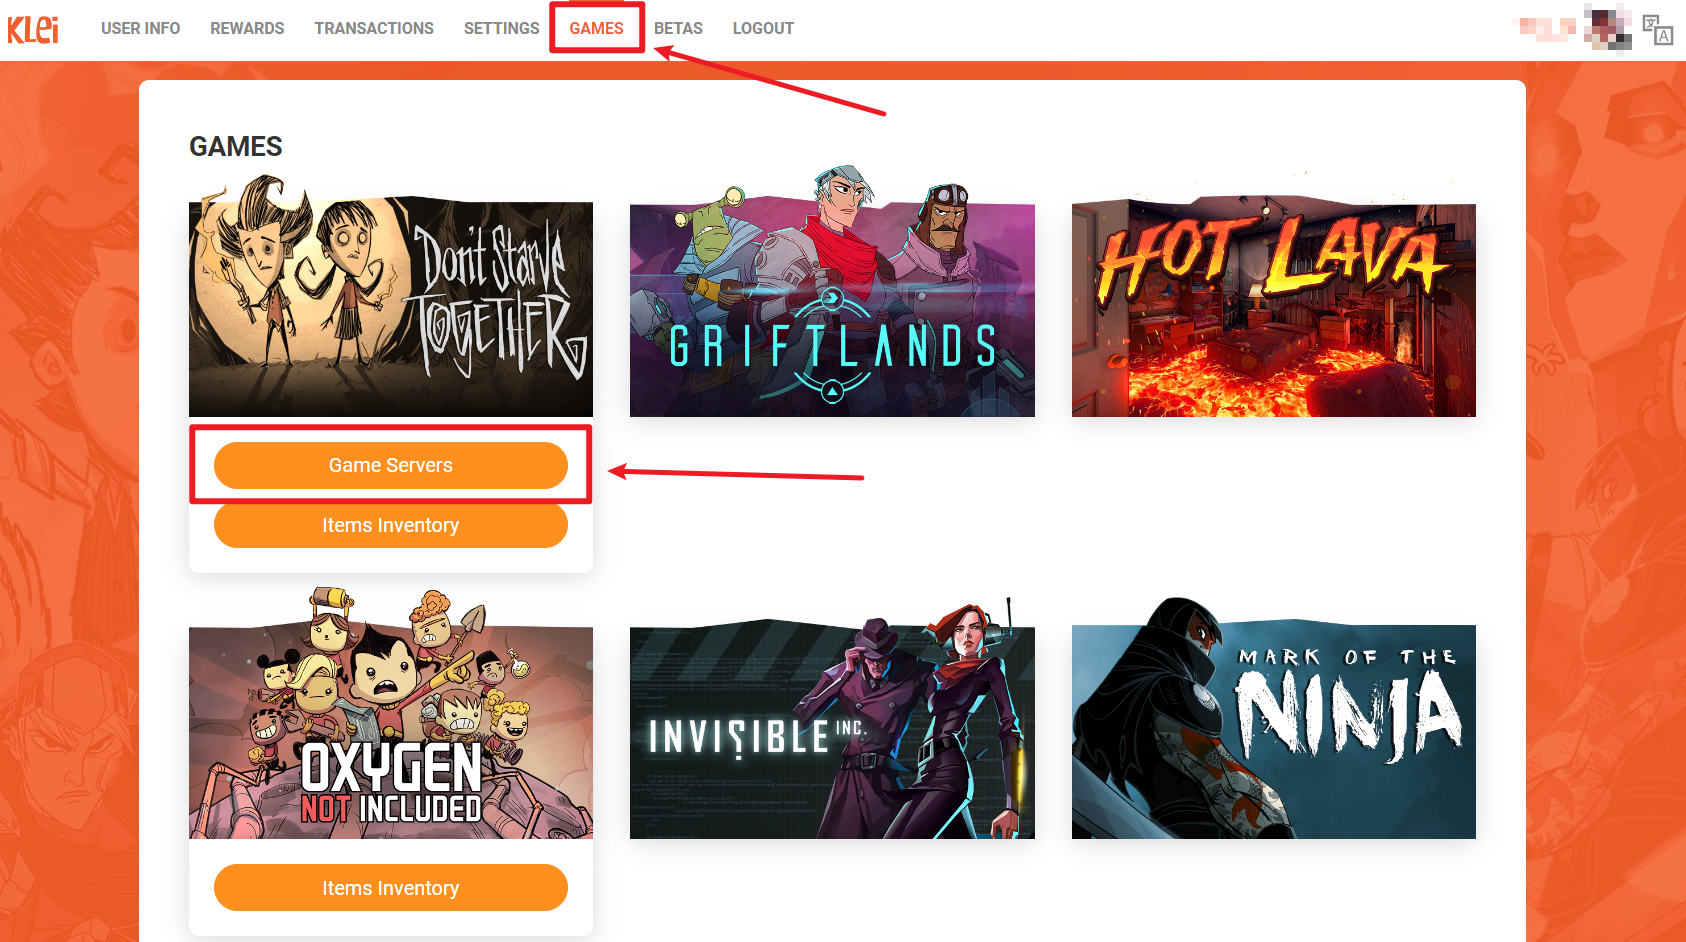 KLei USER INFO REWARDS TRANSACTIONS SETTINGS GAMES BETAS LOGOUT 文 A
GAMES
Don't Starve
TOGETHER
GRIFTLANDS
HOT LAVA
Game Servers
Items Inventory
OXYGEN
NOT INCLUDED
INVISIBLE INC.
MARK OF THE
NINJA
Items Inventory